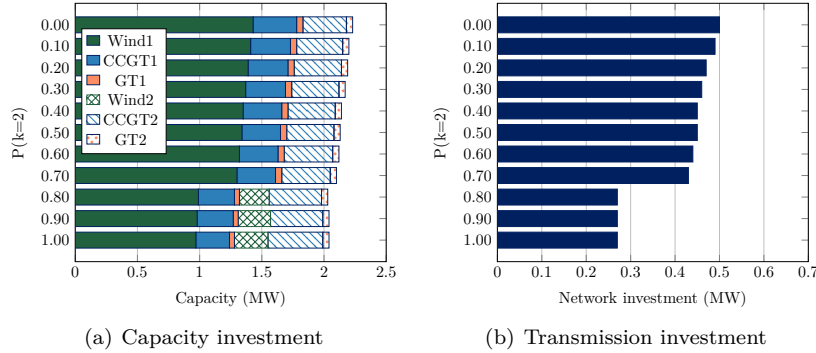 P(k=2)
0.00
0.10
0.20
0.30
0.40
0.50
0.60
0.70
0.80
0.90
1.00
Wind1
CCGT1
GT1
Wind2
CCGT2
GT2
0 0.5 1 1.5 2 2.5
Capacity (MW)
(a) Capacity investment
P(k=2)
0.00
0.10
0.20
0.30
0.40
0.50
0.60
0.70
0.80
0.90
1.00
0 0.1 0.2 0.3 0.4 0.5 0.6 0.7
Network investment (MW)
(b) Transmission investment